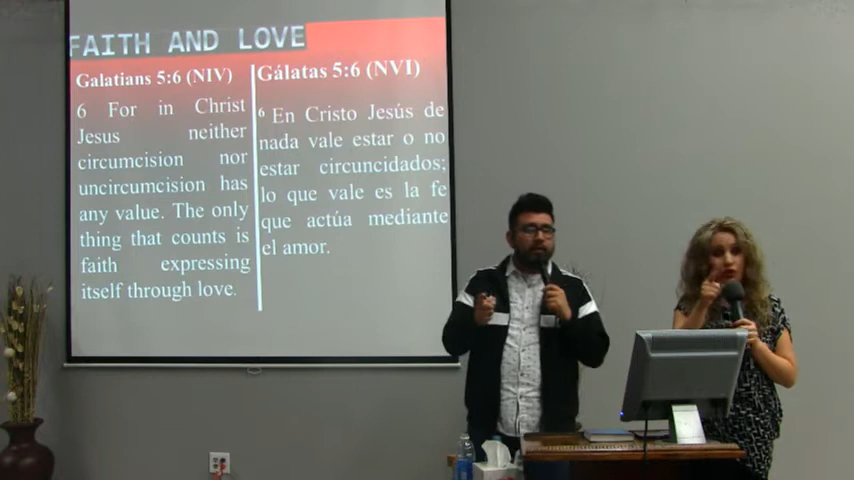 FAITH AND LOVE
Galatians 5:6 (NIV)
6 For in Christ
Jesus neither
circumcision nor
uncircumcision has
any value. The only
thing that counts is
faith expressing
itself through love.
Gálatas 5:6 (NVI)
6 En Cristo Jesús de
nada vale estar o no
estar circuncidados;
lo que vale es la fe
que actúa mediante
el amor.